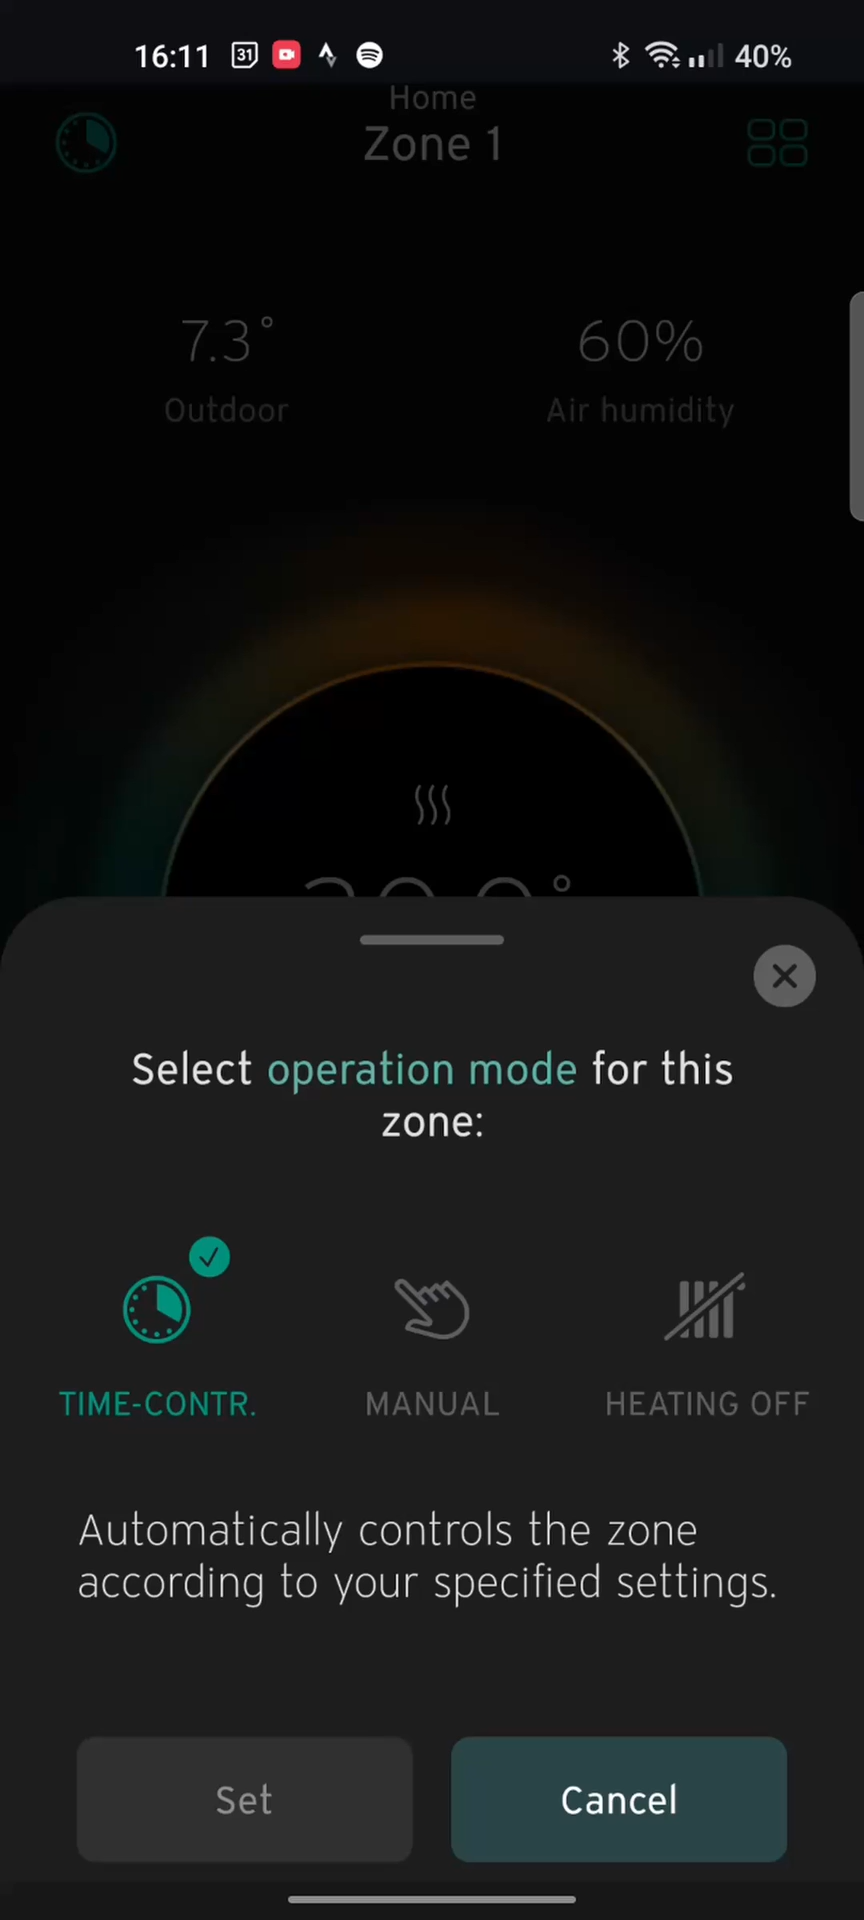 16:11 31 40%
Home
Zone 1
7.3° 60%
Outdoor Air humidity
Select operation mode for this
zone:
TIME-CONTR. MANUAL HEATING OFF
Automatically controls the zone
according to your specified settings.
Set Cancel